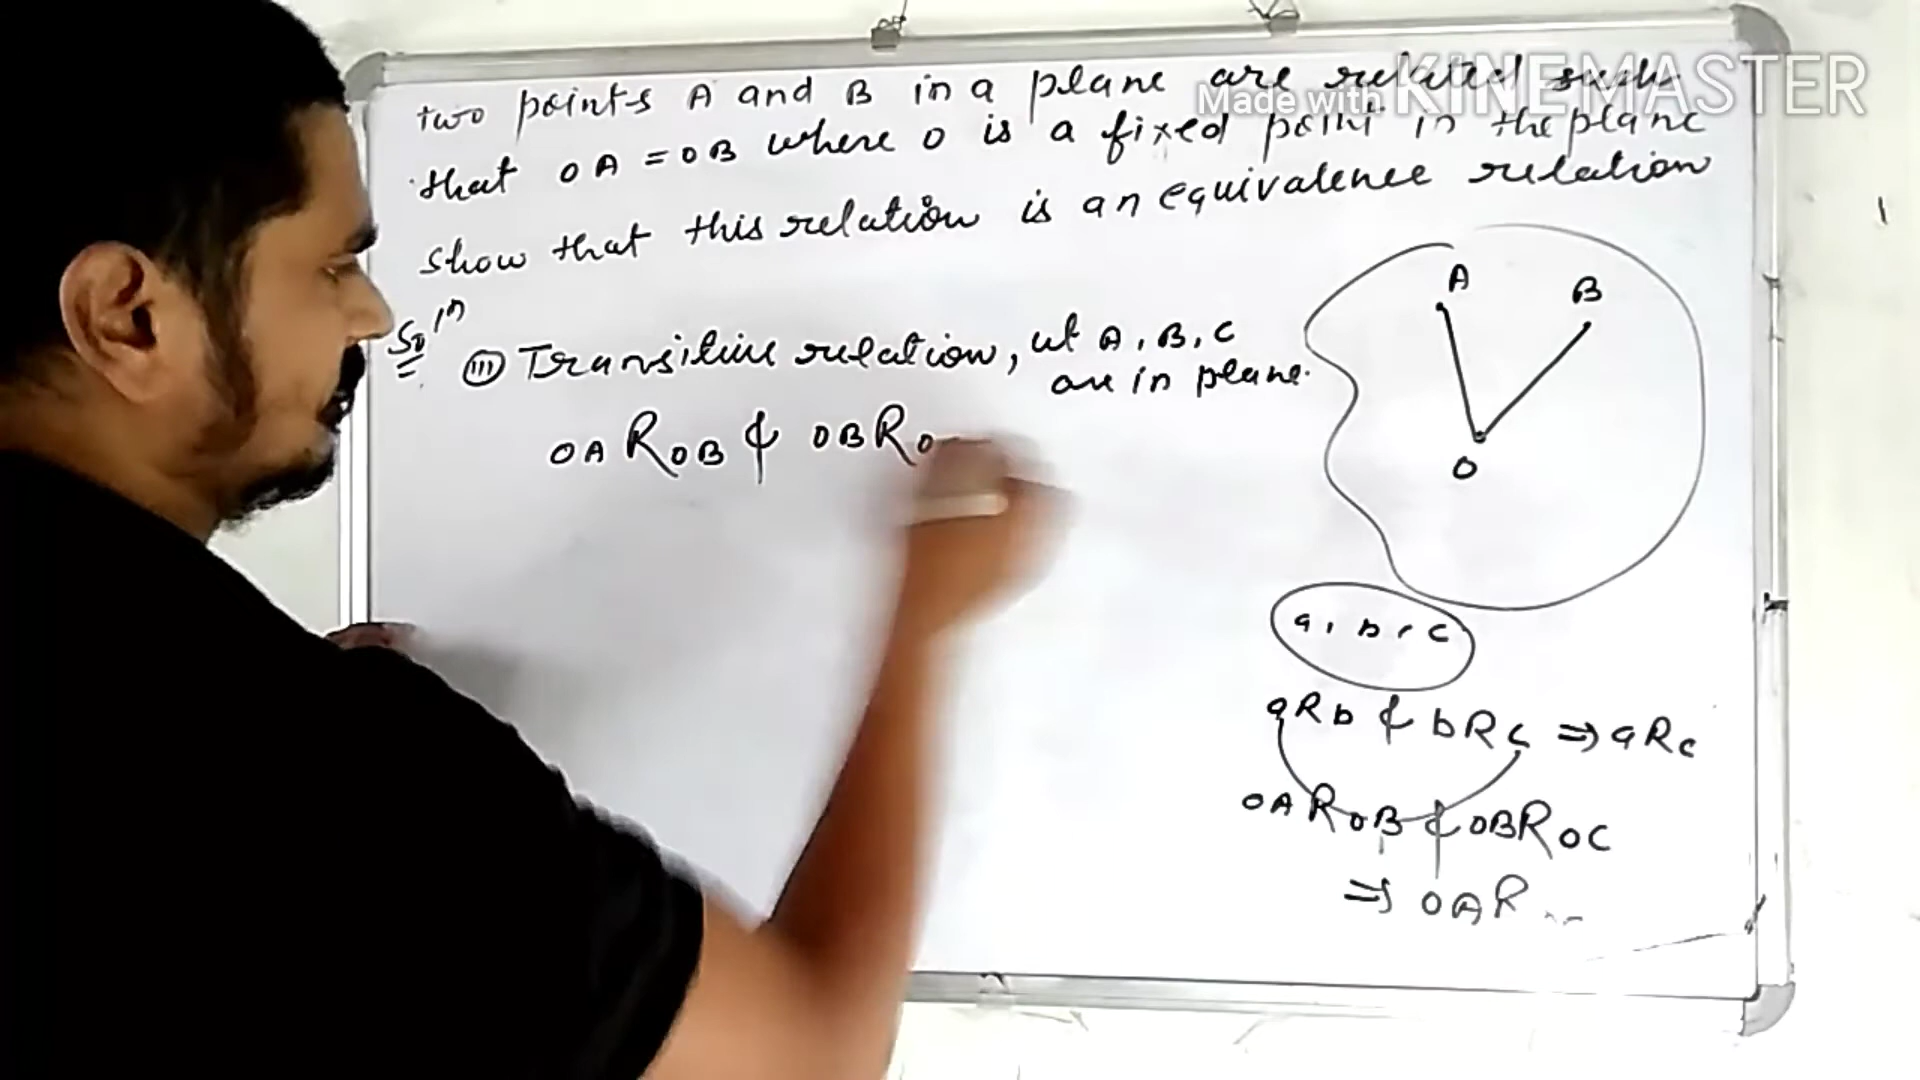 two points A and B in a plane are related such
Made with KINEMASTER
that OA = OB where O is a fixed point in the plane
show that this relation is an equivalence relation
Soln
(iii) Transitive relation, let A, B, C
are in plane.
OA R OB & OB R O
A
B
O
a, b, c
aRb & bRc ⇒ aRc
OA R OB & OB R OC
⇒ OA R